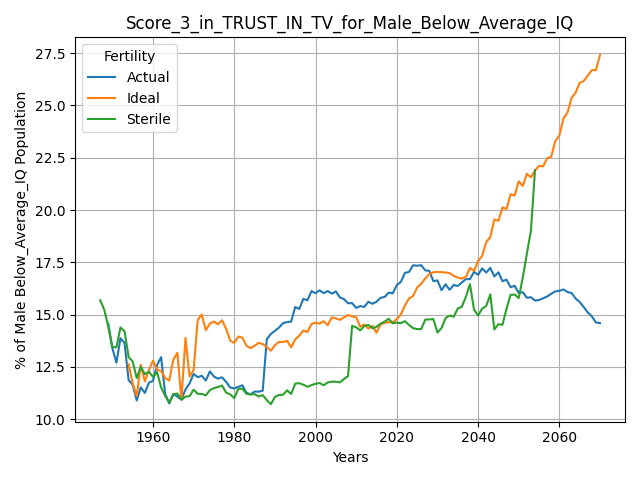 Score_3_in_TRUST_IN_TV_for_Male_Below_Average_IQ
% of Male Below_Average_IQ Population
27.5
25.0
22.5
20.0
17.5
15.0
12.5
10.0
Fertility
Actual
Ideal
Sterile
1960 1980 2000 2020 2040 2060
Years